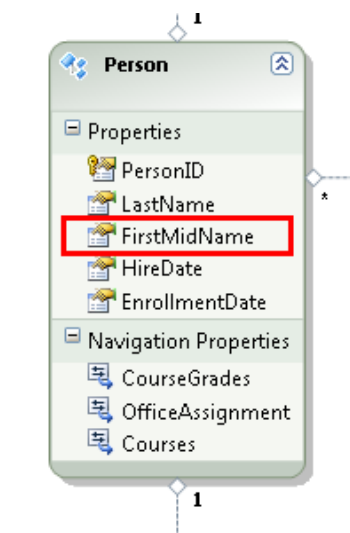 1
Person
Properties
PersonID
*
LastName
FirstMidName
HireDate
EnrollmentDate
Navigation Properties
CourseGrades
OfficeAssignment
Courses
1